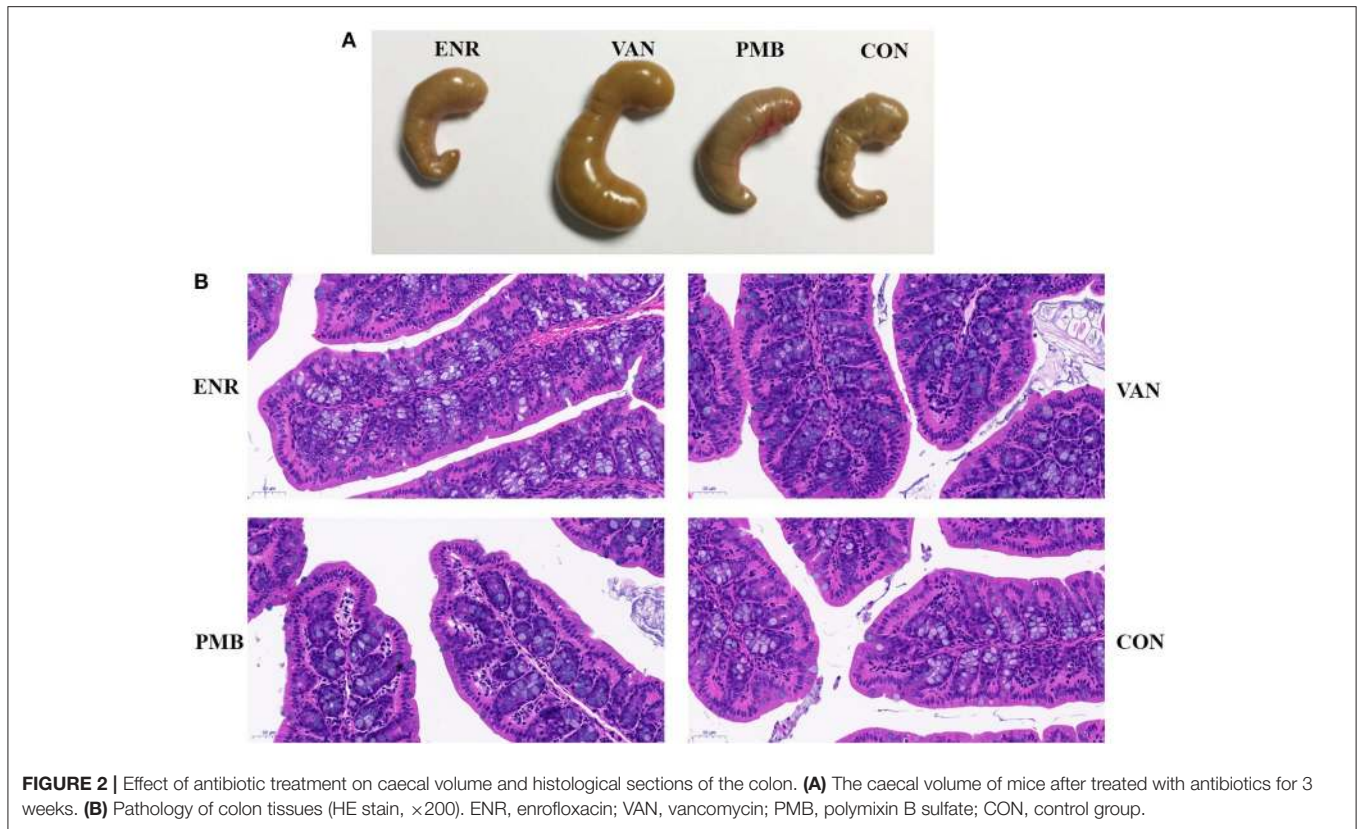 A
ENR VAN PMB CON
B
ENR
VAN
PMB
CON
FIGURE 2 | Effect of antibiotic treatment on caecal volume and histological sections of the colon. (A) The caecal volume of mice after treated with antibiotics for 3
weeks. (B) Pathology of colon tissues (HE stain, ×200). ENR, enrofloxacin; VAN, vancomycin; PMB, polymixin B sulfate; CON, control group.